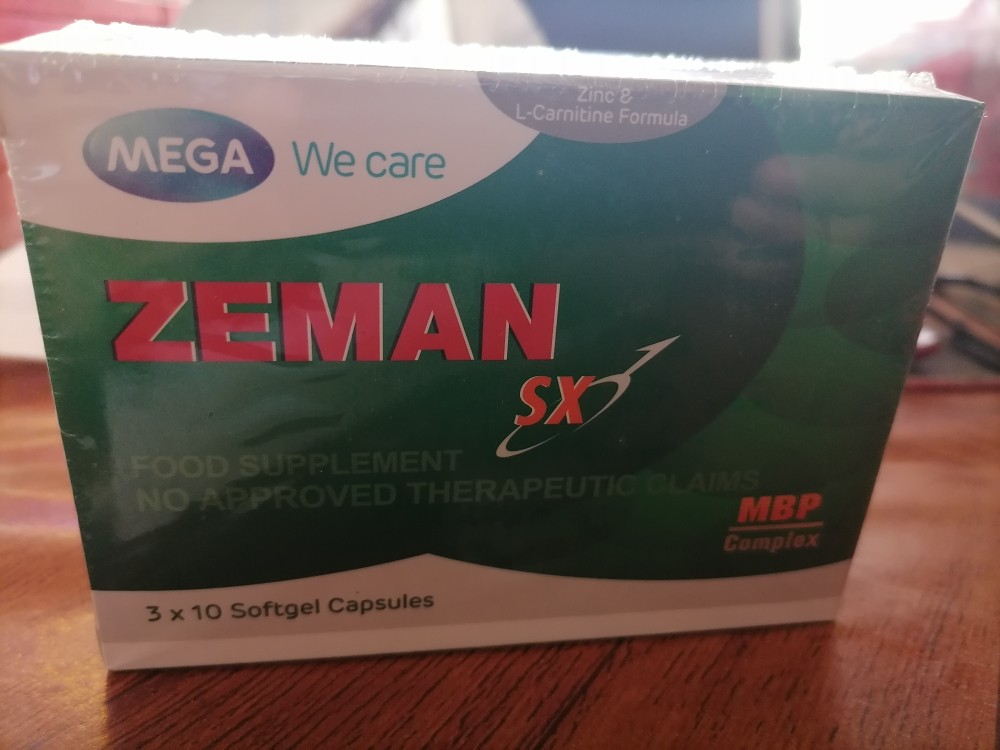 Zinc &
L-Carnitine Formula
MEGA We care
ZEMAN
SX
FOOD SUPPLEMENT
NO APPROVED THERAPEUTIC CLAIMS
MBP
Complex
3 x 10 Softgel Capsules